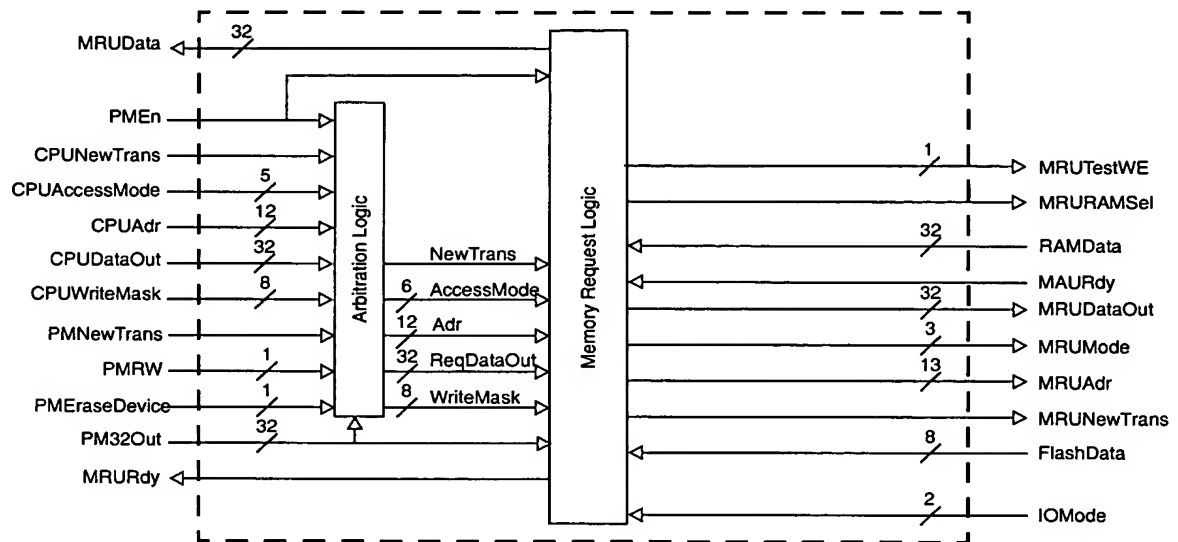 MRUData
32
PMEn
CPUNewTrans
CPUAccessMode
5
CPUAdr
12
CPUDataOut
32
CPUWriteMask
8
PMNewTrans
PMRW
1
PMEraseDevice
1
PM32Out
32
MRURdy
Arbitration Logic
NewTrans
6
AccessMode
12
Adr
32
ReqDataOut
8
WriteMask
Memory Request Logic
1
MRUTestWE
MRURAMSel
32
RAMData
MAURdy
32
MRUDataOut
3
MRUMode
13
MRUAdr
MRUNewTrans
8
FlashData
2
IOMode